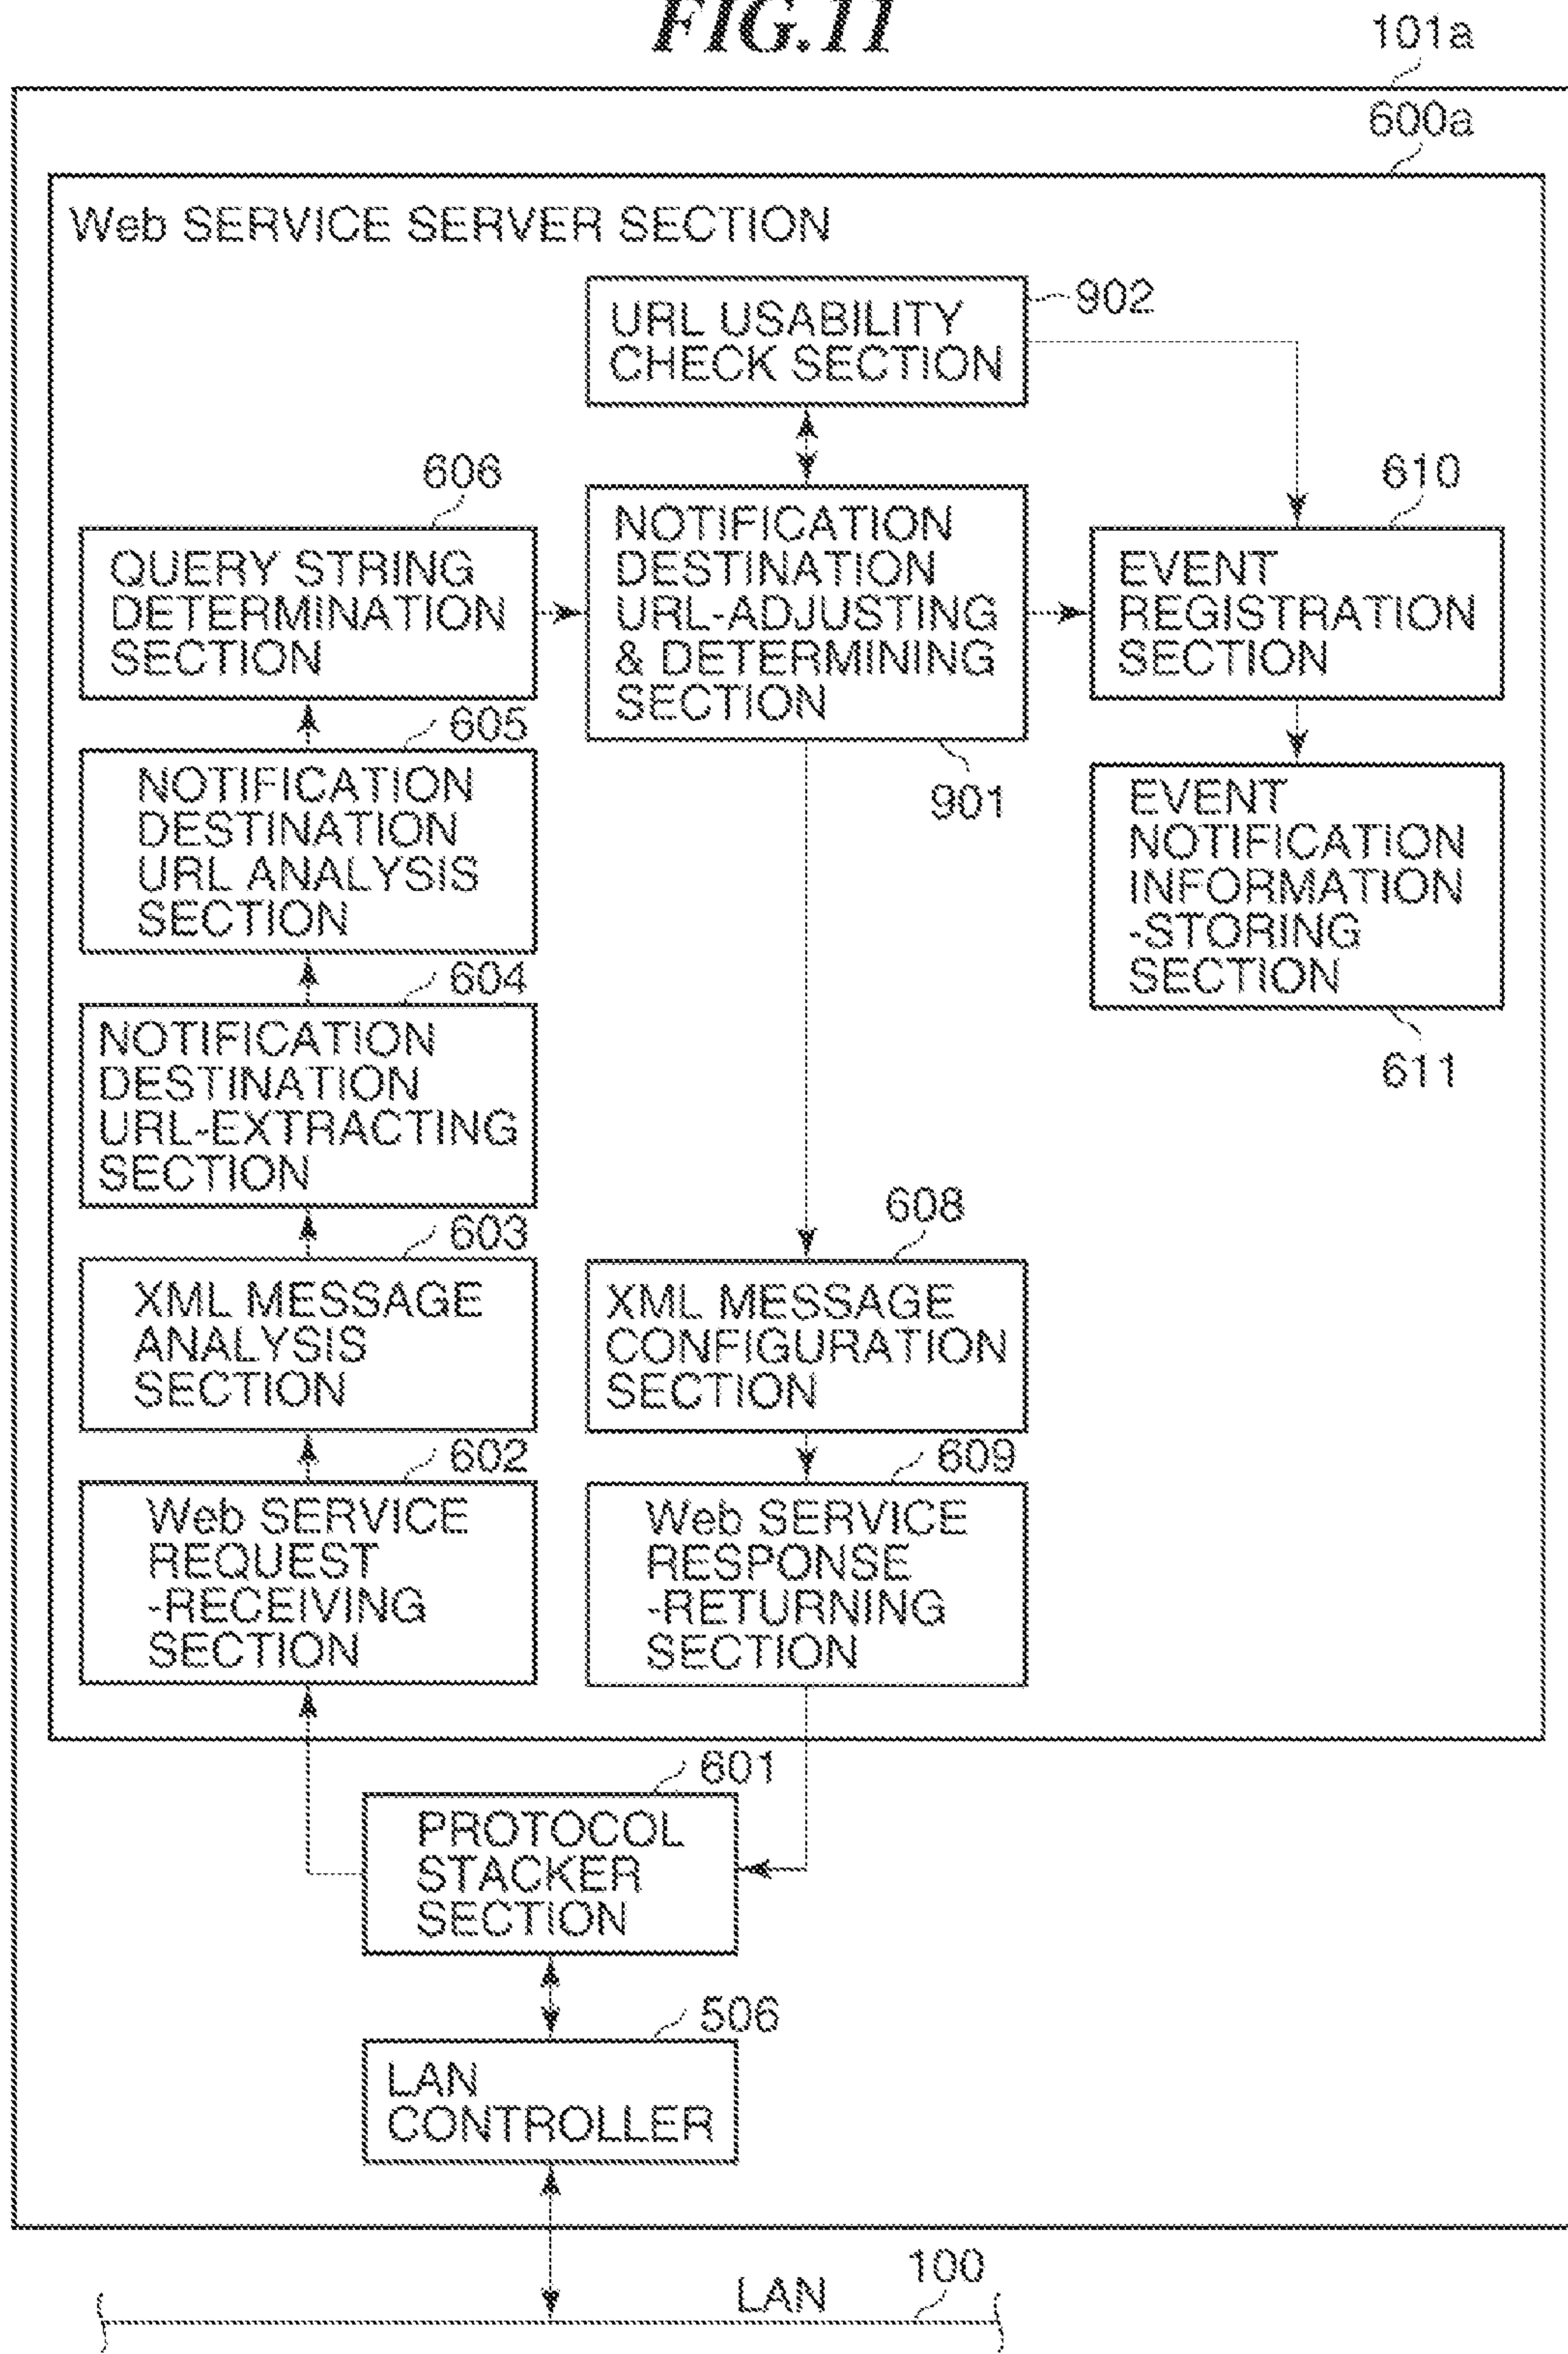 FIG.11
101a
600a
Web SERVICE SERVER SECTION
URL USABILITY
CHECK SECTION
902
606
QUERY STRING
DETERMINATION
SECTION
NOTIFICATION
DESTINATION
URL-ADJUSTING
& DETERMINING
SECTION
901
610
EVENT
REGISTRATION
SECTION
605
NOTIFICATION
DESTINATION
URL ANALYSIS
SECTION
EVENT
NOTIFICATION
INFORMATION
-STORING
SECTION
611
604
NOTIFICATION
DESTINATION
URL-EXTRACTING
SECTION
603
XML MESSAGE
ANALYSIS
SECTION
608
XML MESSAGE
CONFIGURATION
SECTION
602
Web SERVICE
REQUEST
-RECEIVING
SECTION
609
Web SERVICE
RESPONSE
-RETURNING
SECTION
601
PROTOCOL
STACKER
SECTION
506
LAN
CONTROLLER
LAN
100